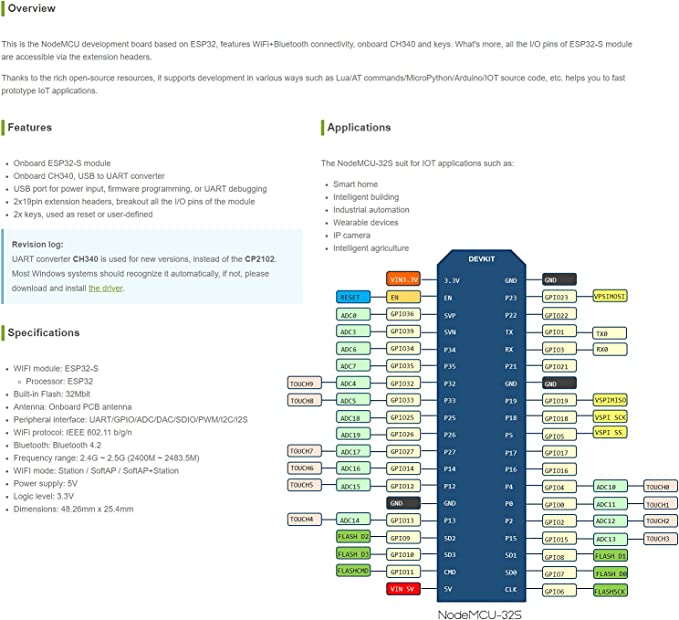 Overview
This is the NodeMCU development board based on ESP32, features WiFi+Bluetooth connectivity, onboard CH340 and keys. What's more, all the I/O pins of ESP32-S module
are accessible via the extension headers.
Thanks to the rich open-source resources, it supports development in various ways such as Lua/AT commands/MicroPython/Arduino/IOT source code, etc. helps you to fast
prototype IoT applications.
Features
Onboard ESP32-S module
Onboard CH340, USB to UART converter
USB port for power input, firmware programming, or UART debugging
2x19pin extension headers, breakout all the I/O pins of the module
2x keys, used as reset or user-defined
Revision log:
UART converter CH340 is used for new versions, instead of the CP2102.
Most Windows systems should recognize it automatically, if not, please
download and install the driver.
Specifications
WIFI module: ESP32-S
Processor: ESP32
Built-in Flash: 32Mbit
Antenna: Onboard PCB antenna
Peripheral interface: UART/GPIO/ADC/DAC/SDIO/PWM/I2C/I2S
WiFi protocol: IEEE 802.11 b/g/n
Bluetooth: Bluetooth 4.2
Frequency range: 2.4G ~ 2.5G (2400M ~ 2483.5M)
WIFI mode: Station / SoftAP / SoftAP+Station
Power supply: 5V
Logic level: 3.3V
Dimensions: 48.26mm x 25.4mm
Applications
The NodeMCU-32S suit for IOT applications such as:
Smart home
Intelligent building
Industrial automation
Wearable devices
IP camera
Intelligent agriculture
DEVKIT
VIN3.3V 3.3V GND GND
RESET EN EN P23 GPIO23 VPSIMOSI
ADC0 GPIO36 SVP P22 GPIO22
ADC3 GPIO39 SVN TX GPIO1 TX0
ADC6 GPIO34 P34 RX GPIO3 RX0
ADC7 GPIO35 P35 P21 GPIO21
TOUCH9 ADC4 GPIO32 P32 GND GND
TOUCH8 ADC5 GPIO33 P33 P19 GPIO19 VSPIMISO
ADC18 GPIO25 P25 P18 GPIO18 VSPI SCK
ADC19 GPIO26 P26 P5 GPIO5 VSPI SS
TOUCH7 ADC17 GPIO27 P27 P17 GPIO17
TOUCH6 ADC16 GPIO14 P14 P16 GPIO16
TOUCH5 ADC15 GPIO12 P12 P4 GPIO4 ADC10 TOUCH0
GND GND P0 GPIO0 ADC11 TOUCH1
TOUCH4 ADC14 GPIO13 P13 P2 GPIO2 ADC12 TOUCH2
FLASH D2 GPIO9 SD2 P15 GPIO15 ADC13 TOUCH3
FLASH D3 GPIO10 SD3 SD1 GPIO8 FLASH D1
FLASHCMD GPIO11 CMD SD0 GPIO7 FLASH D0
VIN 5V 5V CLK GPIO6 FLASHSCK
NodeMCU-32S